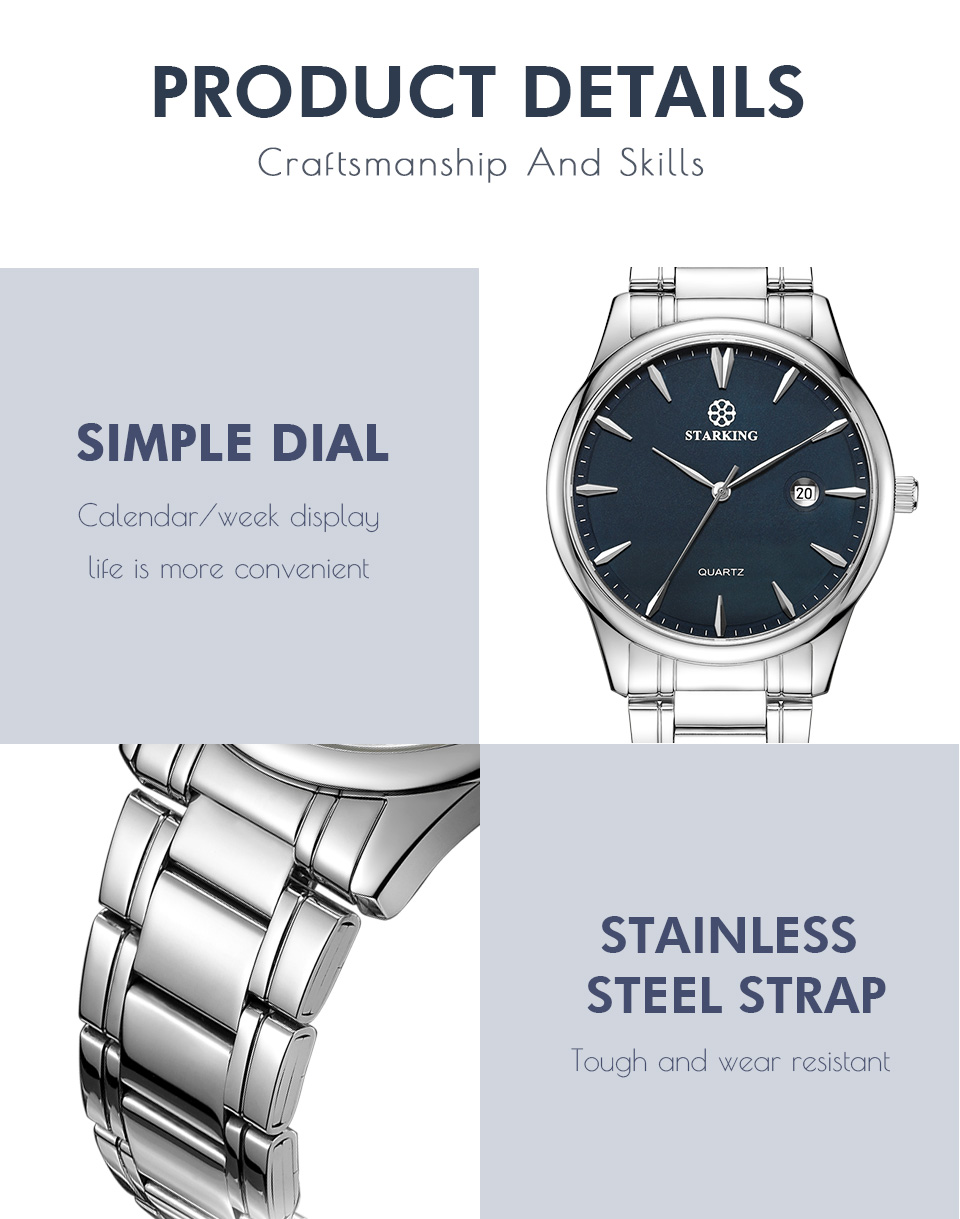 PRODUCT DETAILS
Craftsmanship And Skills
SIMPLE DIAL
Calendar/week display
life is more convenient
STARKING
20
QUARTZ
STAINLESS
STEEL STRAP
Tough and wear resistant